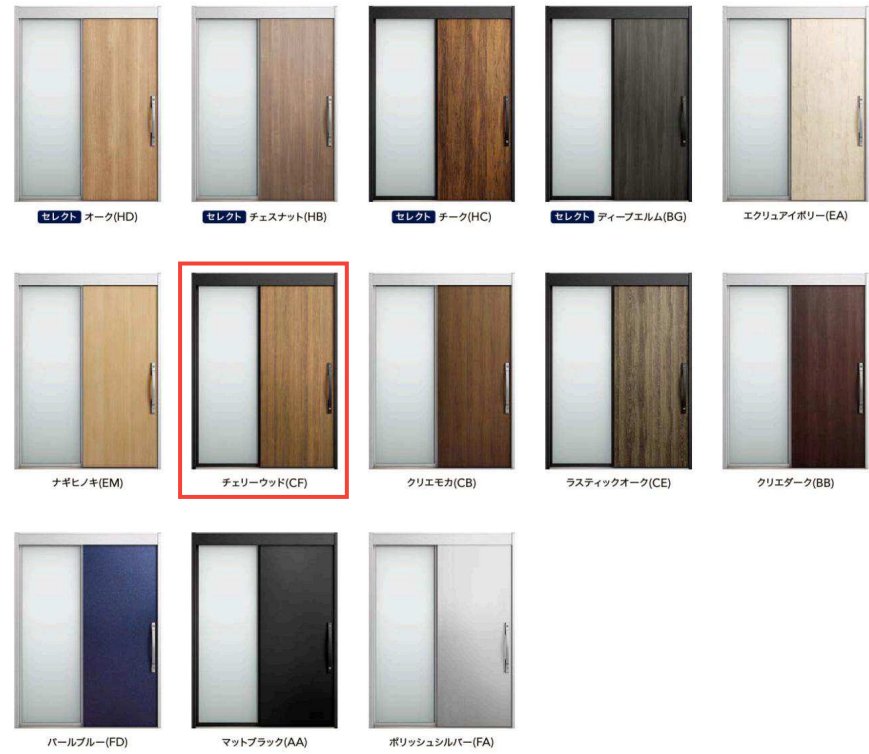 セレクト オーク(HD)
セレクト チェスナット(HB)
セレクト チーク(HC)
セレクト ディープエルム(BG)
エクリュアイボリー(EA)
ナギヒノキ(EM)
チェリーウッド(CF)
クリエモカ(CB)
ラスティックオーク(CE)
クリエダーク(BB)
パールブルー(FD)
マットブラック(AA)
ポリッシュシルバー(FA)